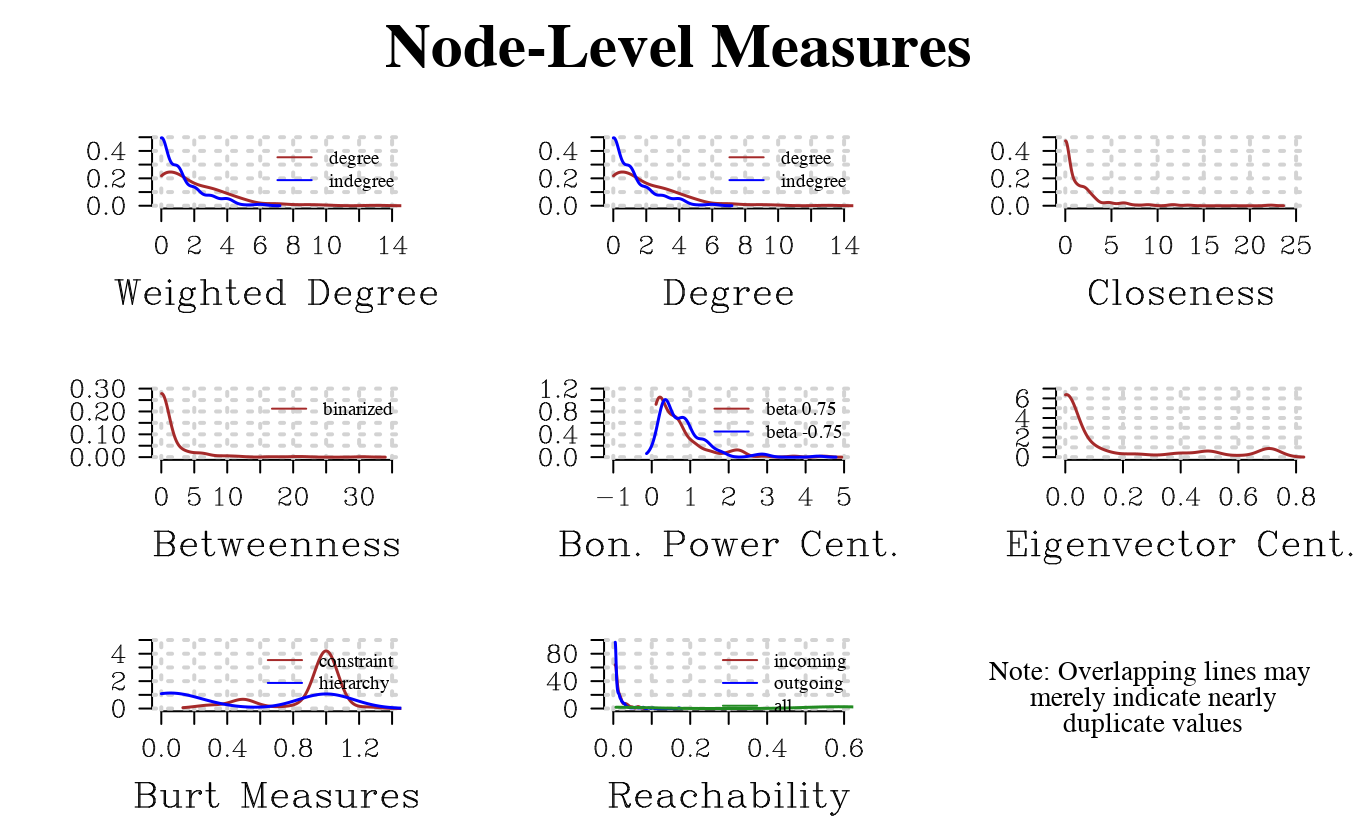 Node-Level Measures
0.4
0.2
0.0
degree
indegree
0 2 4 6 8 10 14
Weighted Degree
0.4
0.2
0.0
degree
indegree
0 2 4 6 8 10 14
Degree
0.4
0.2
0.0
0 5 10 15 20 25
Closeness
0.30
0.20
0.10
0.00
binarized
0 5 10 20 30
Betweenness
1.2
0.8
0.4
0.0
beta 0.75
beta -0.75
−1 0 1 2 3 4 5
Bon. Power Cent.
6
4
2
0
0.0 0.2 0.4 0.6 0.8
Eigenvector Cent.
4
2
0
constraint
hierarchy
0.0 0.4 0.8 1.2
Burt Measures
80
40
0
incoming
outgoing
all
0.0 0.2 0.4 0.6
Reachability
Note: Overlapping lines may
merely indicate nearly
duplicate values